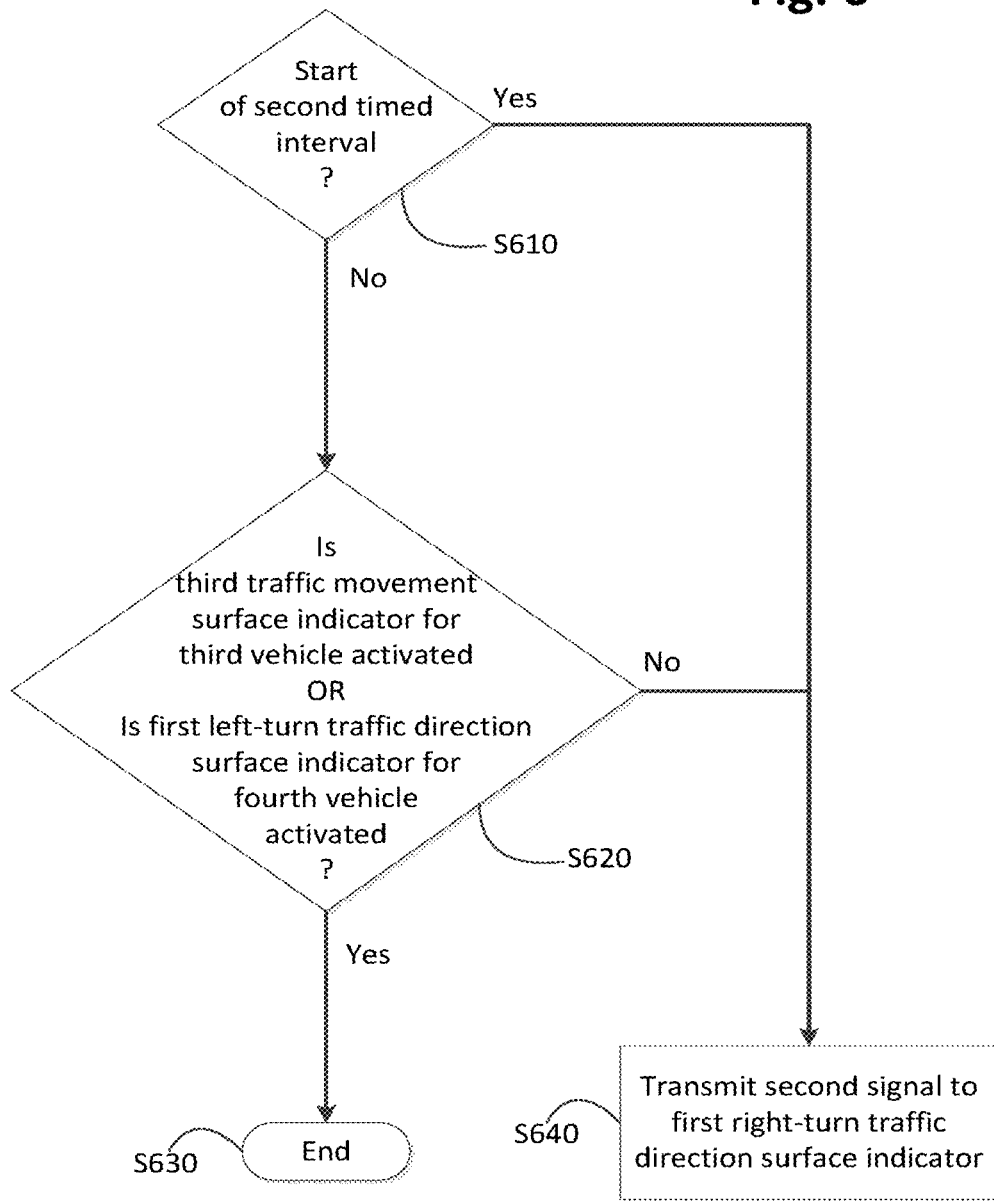 Start
of second timed
interval
?
Yes
S610
No
Is
third traffic movement
surface indicator for
third vehicle activated
OR
Is first left-turn traffic direction
surface indicator for
fourth vehicle
activated
?
No
S620
Yes
S630
End
S640
Transmit second signal to
first right-turn traffic
direction surface indicator